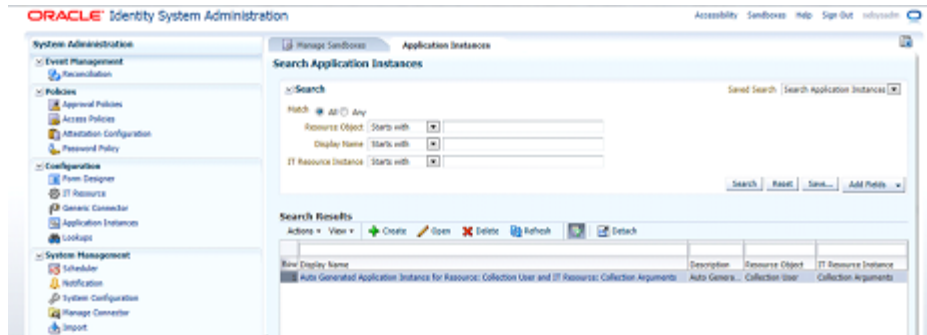 ORACLE Identity System Administration
Accessibility Sandboxes Help Sign Out xelsysadm
System Administration
Event Management
Reconciliation
Policies
Approval Policies
Access Policies
Attestation Configuration
Password Policy
Configuration
Form Designer
IT Resource
Generic Connector
Application Instances
Lookups
System Management
Scheduler
Notification
System Configuration
Manage Connector
Import
Manage Sandboxes Application Instances
Search Application Instances
Search
Saved Search Search Application Instances
Match All Any
Resource Object Starts with
Display Name Starts with
IT Resource Instance Starts with
Search Reset Save... Add Fields
Search Results
Actions View Create Open Delete Refresh Detach
Row Display Name Description Resource Object IT Resource Instance
Auto Generated Application Instance for Resource: Collection User and IT Resource: Collection Arguments Auto Genera... Collection User Collection Arguments